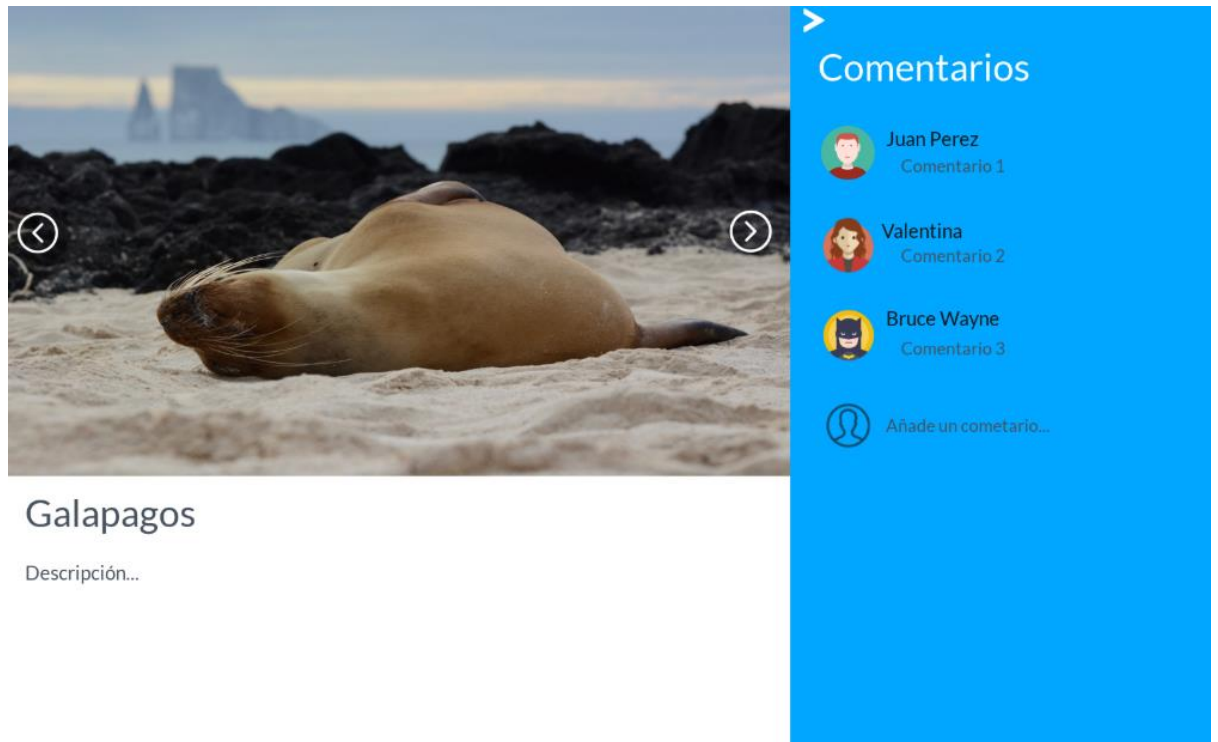 Galapagos
Descripción...
Comentarios
Juan Perez
Comentario 1
Valentina
Comentario 2
Bruce Wayne
Comentario 3
Añade un cometario...